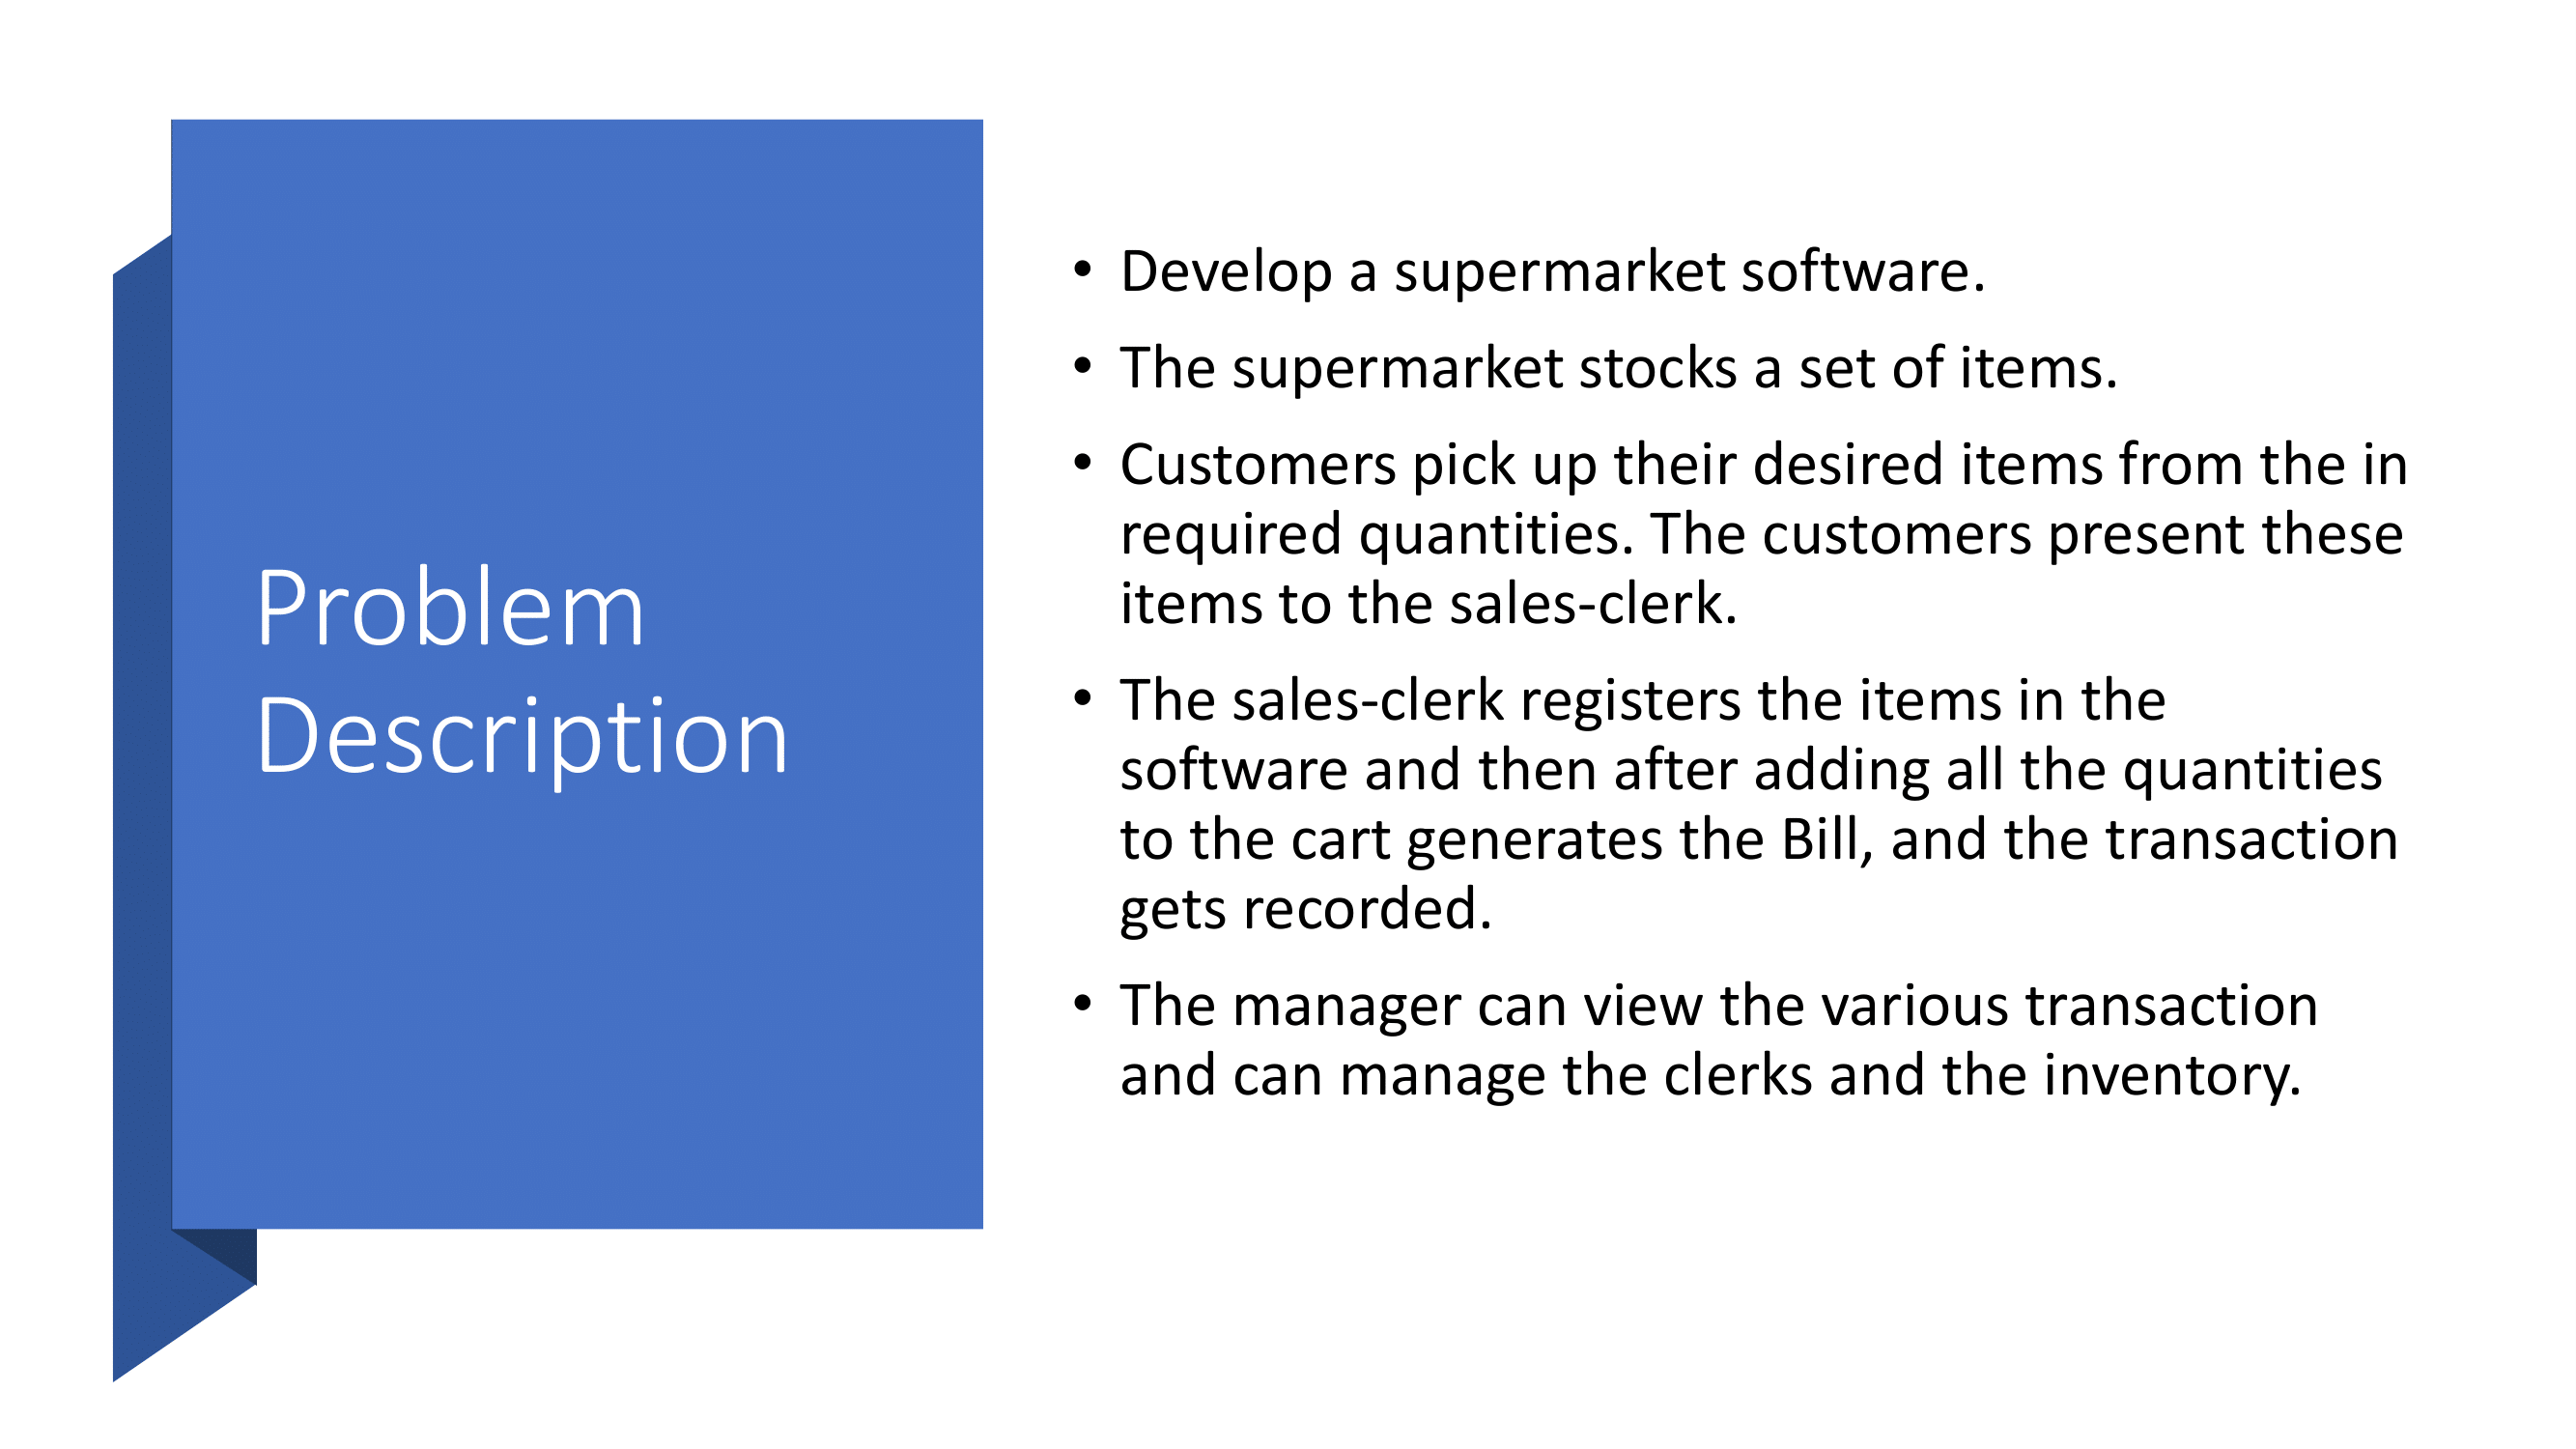 Problem
Description
• Develop a supermarket software.
• The supermarket stocks a set of items.
• Customers pick up their desired items from the in
required quantities. The customers present these
items to the sales-clerk.
• The sales-clerk registers the items in the
software and then after adding all the quantities
to the cart generates the Bill, and the transaction
gets recorded.
• The manager can view the various transaction
and can manage the clerks and the inventory.